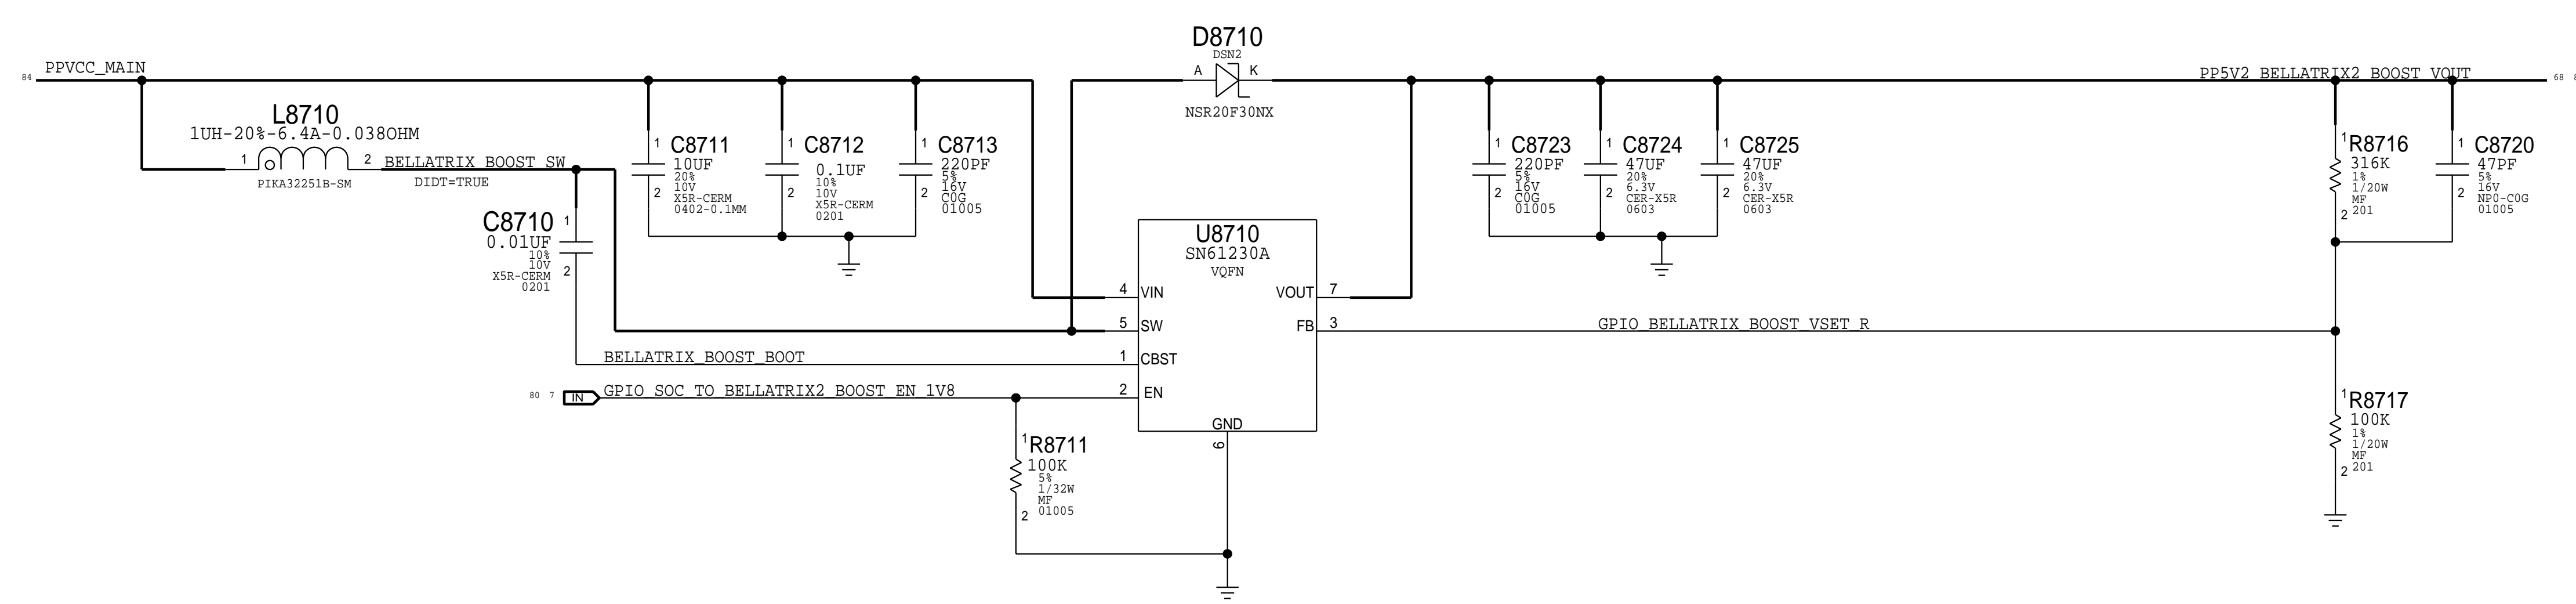 D8710
DSN2
A
K
NSR20F30NX
84
PPVCC_MAIN
PP5V2_BELLATRIX2_BOOST_VOUT
68
L8710
1UH-20%-6.4A-0.038OHM
1
2
PIKA32251B-SM
BELLATRIX_BOOST_SW
DIDT=TRUE
C8710
1
0.01UF
10%
10V
X5R-CERM
0201
2
1
C8711
10UF
20%
10V
X5R-CERM
0402-0.1MM
2
1
C8712
0.1UF
10%
10V
X5R-CERM
0201
2
1
C8713
220PF
5%
16V
C0G
01005
2
1
C8723
220PF
5%
16V
C0G
01005
2
1
C8724
47UF
20%
6.3V
CER-X5R
0603
2
1
C8725
47UF
20%
6.3V
CER-X5R
0603
2
1
R8716
316K
1%
1/20W
MF
201
2
1
C8720
47PF
5%
16V
NP0-C0G
01005
2
U8710
SN61230A
VQFN
4
VIN
VOUT
7
5
SW
FB
3
GPIO_BELLATRIX_BOOST_VSET_R
BELLATRIX_BOOST_BOOT
1
CBST
80 7
IN
GPIO_SOC_TO_BELLATRIX2_BOOST_EN_1V8
2
EN
GND
6
1
R8711
100K
5%
1/32W
MF
01005
2
1
R8717
100K
1%
1/20W
MF
201
2